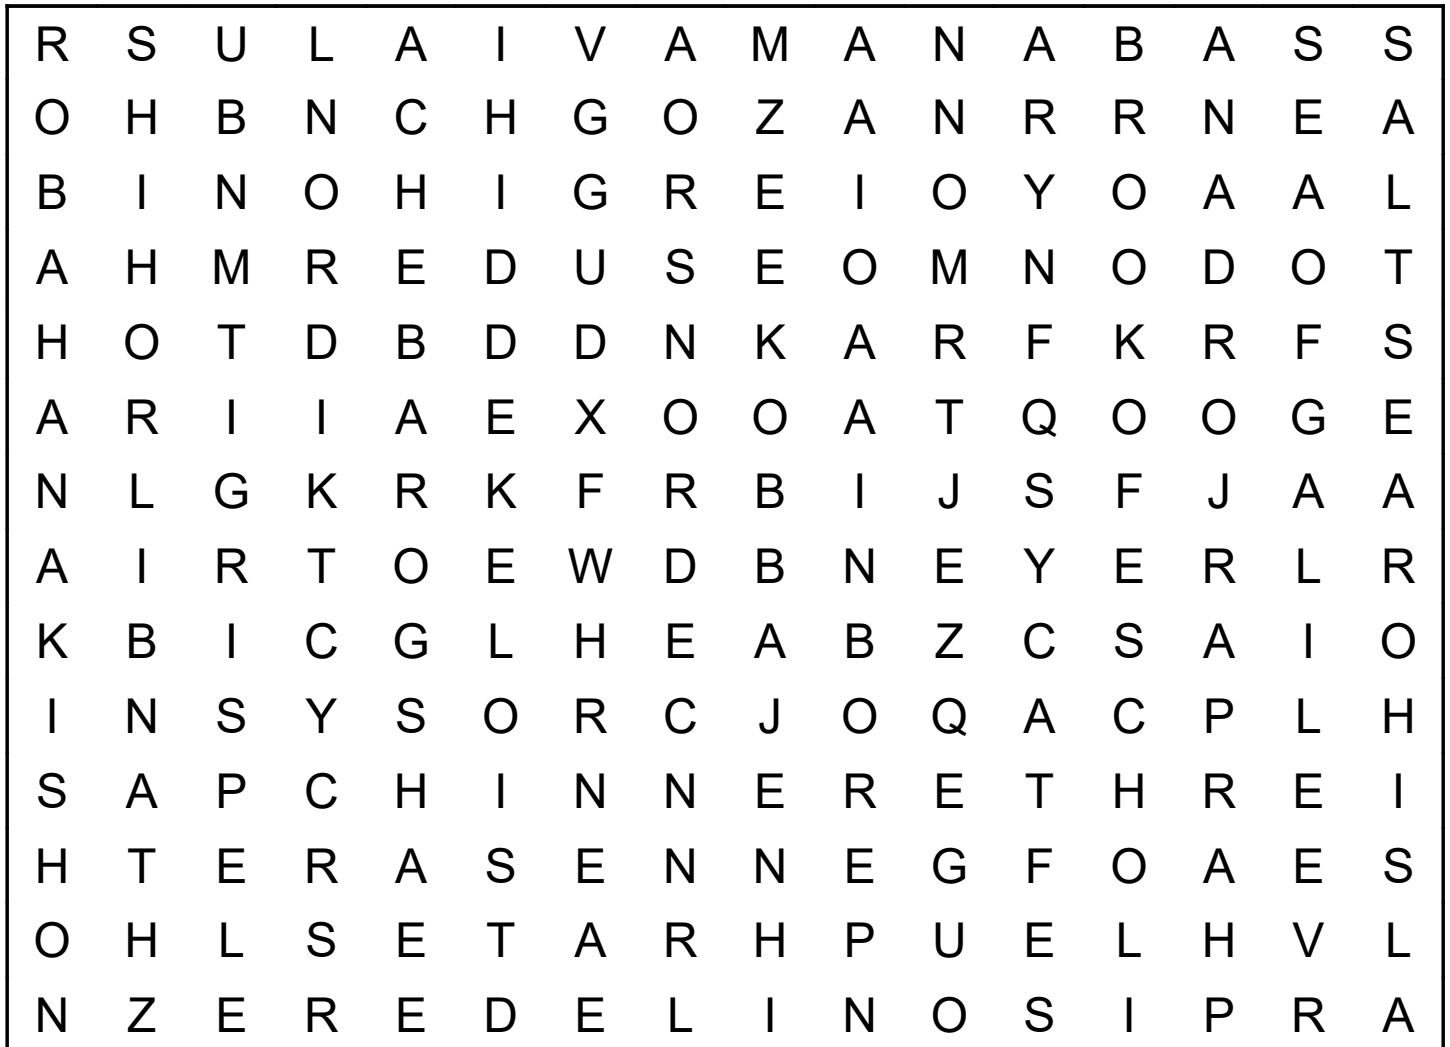 R S U L A I V A M A N A B A S S
O H B N C H G O Z A N R R N E A
B I N O H I G R E I O Y O A A L
A H M R E D U S E O M N O D O T
H O T D B D D N K A R F K R F S
A R I I A E X O O A T Q O O G E
N L G K R K F R B I J S F J A A
A I R T O E W D B N E Y E R L R
K B I C G L H E A B Z C S A I O
I N S Y S O R C J O Q A C P L H
S A P C H I N N E R E T H R E I
H T E R A S E N N E G F O A E S
O H L S E T A R H P U E L H V L
N Z E R E D E L I N O S I P R A